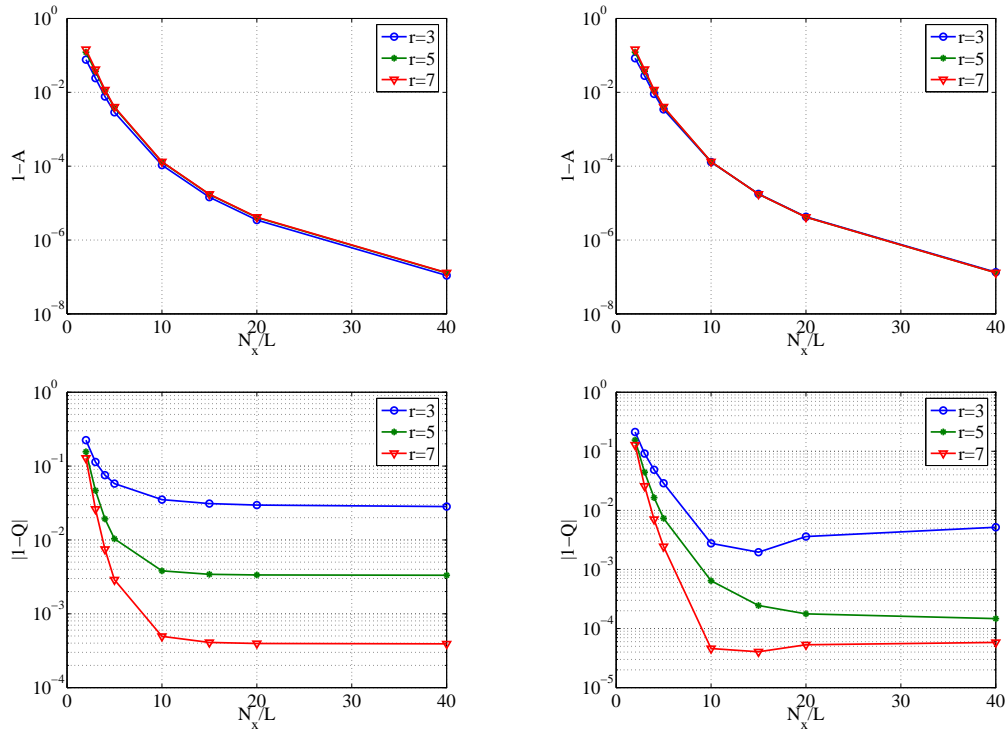 10^0
10^-2
10^-4
10^-6
10^-8
1−A
0 10 20 30 40
N_x/L
r=3
r=5
r=7
10^0
10^-2
10^-4
10^-6
10^-8
1−A
0 10 20 30 40
N_x/L
r=3
r=5
r=7
10^0
10^-1
10^-2
10^-3
10^-4
|1−Q|
0 10 20 30 40
N_x/L
r=3
r=5
r=7
10^0
10^-1
10^-2
10^-3
10^-4
10^-5
|1−Q|
0 10 20 30 40
N_x/L
r=3
r=5
r=7